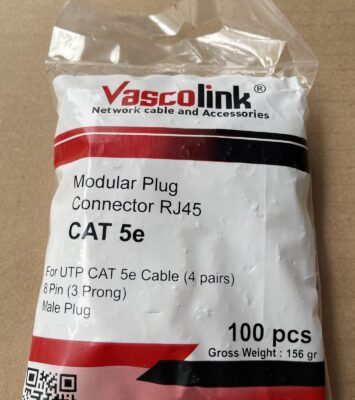 Vascolink®
Network cable and Accessories
Modular Plug
Connector RJ45
CAT 5e
For UTP CAT 5e Cable (4 pairs)
8 Pin (3 Prong)
Male Plug
100 pcs
Gross Weight : 156 gr